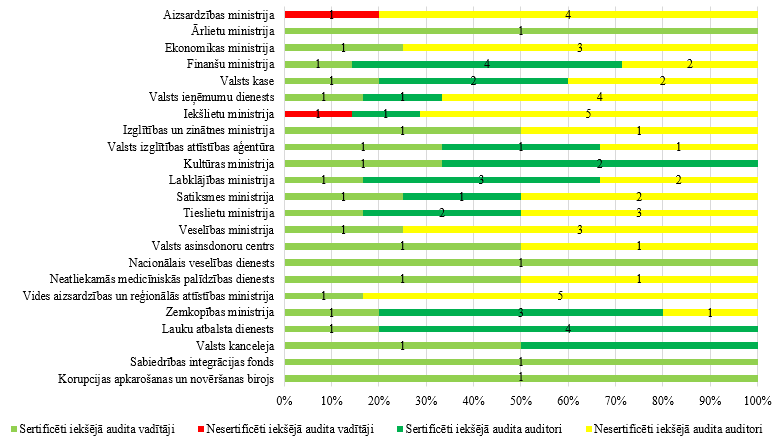 Aizsardzības ministrija 1 4
Ārlietu ministrija 1
Ekonomikas ministrija 1 3
Finanšu ministrija 1 4 2
Valsts kase 1 2 2
Valsts ieņēmumu dienests 1 1 4
Iekšlietu ministrija 1 1 5
Izglītības un zinātnes ministrija 1 1
Valsts izglītības attīstības aģentūra 1 1 1
Kultūras ministrija 1 2
Labklājības ministrija 1 3 2
Satiksmes ministrija 1 1 2
Tieslietu ministrija 2 3
Veselības ministrija 1 3
Valsts asinsdonoru centrs 1 1
Nacionālais veselības dienests 1
Neatliekamās medicīniskās palīdzības dienests 1 1
Vides aizsardzības un reģionālās attīstības ministrija 1 5
Zemkopības ministrija 1 3 1
Lauku atbalsta dienests 1 4
Valsts kanceleja 1
Sabiedrības integrācijas fonds 1
Korupcijas apkarošanas un novēršanas birojs 1
0% 10% 20% 30% 40% 50% 60% 70% 80% 90% 100%
Sertificēti iekšējā audita vadītāji Nesertificēti iekšējā audita vadītāji Sertificēti iekšējā audita auditori Nesertificēti iekšējā audita auditori